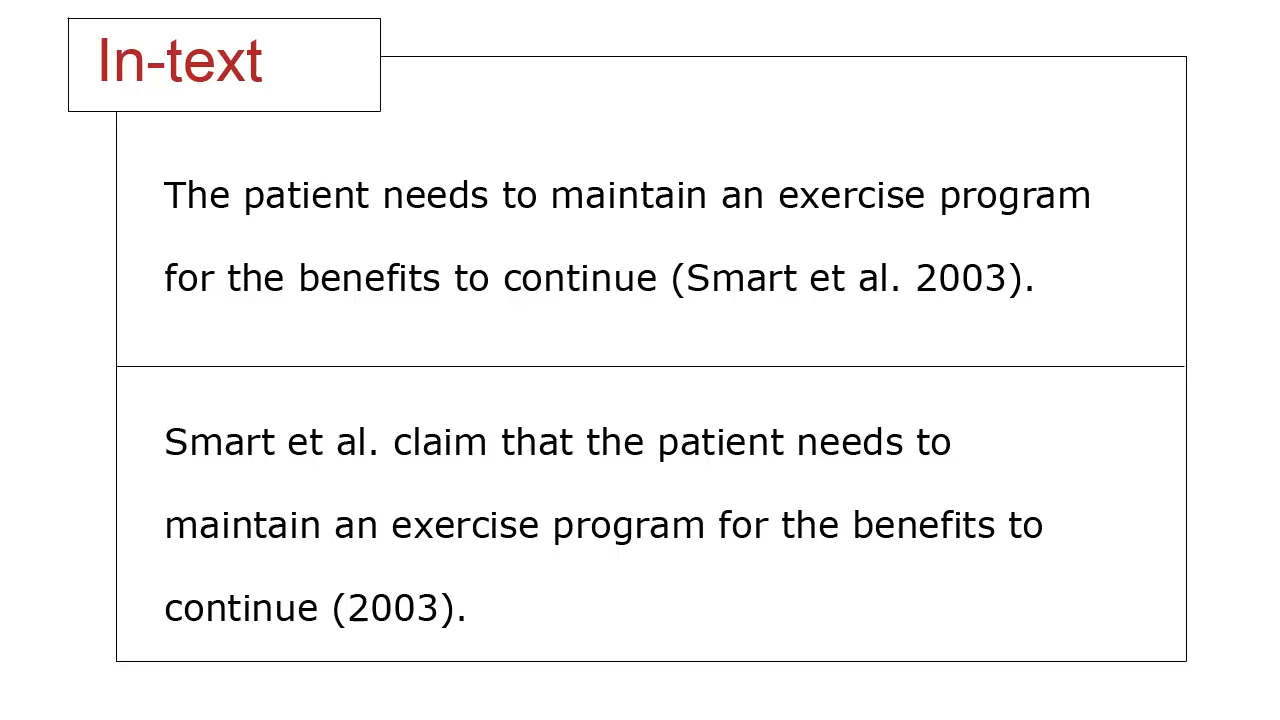 In-text
The patient needs to maintain an exercise program
for the benefits to continue (Smart et al. 2003).
Smart et al. claim that the patient needs to
maintain an exercise program for the benefits to
continue (2003).